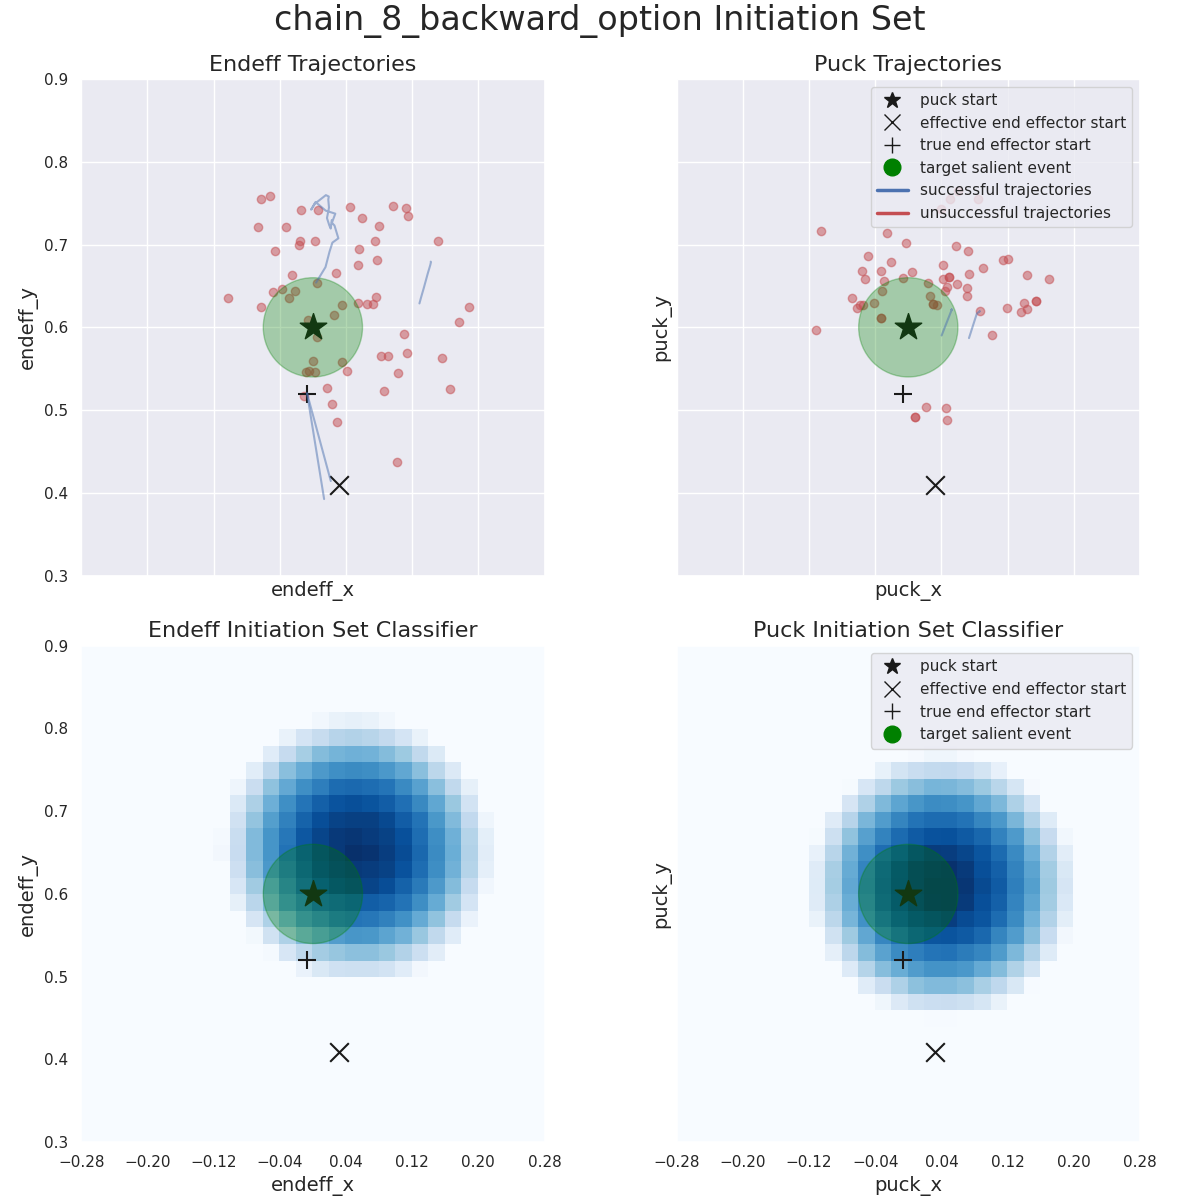 chain_8_backward_option Initiation Set
Endeff Trajectories
Puck Trajectories
0.9
0.8
0.7
0.6
0.5
0.4
0.3
endeff_y
endeff_x
puck start
effective end effector start
true end effector start
target salient event
successful trajectories
unsuccessful trajectories
puck_y
puck_x
Endeff Initiation Set Classifier
Puck Initiation Set Classifier
0.9
0.8
0.7
0.6
0.5
0.4
0.3
endeff_y
−0.28 −0.20 −0.12 −0.04 0.04 0.12 0.20 0.28
endeff_x
puck start
effective end effector start
true end effector start
target salient event
puck_y
−0.28 −0.20 −0.12 −0.04 0.04 0.12 0.20 0.28
puck_x